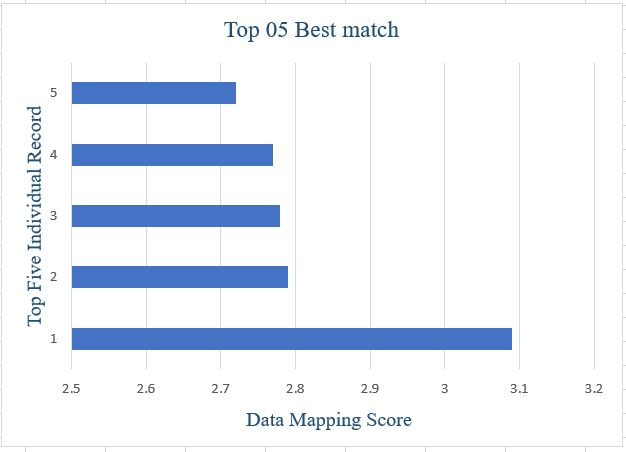 Top 05 Best match
Top Five Individual Record
5
4
3
2
1
2.5 2.6 2.7 2.8 2.9 3 3.1 3.2
Data Mapping Score